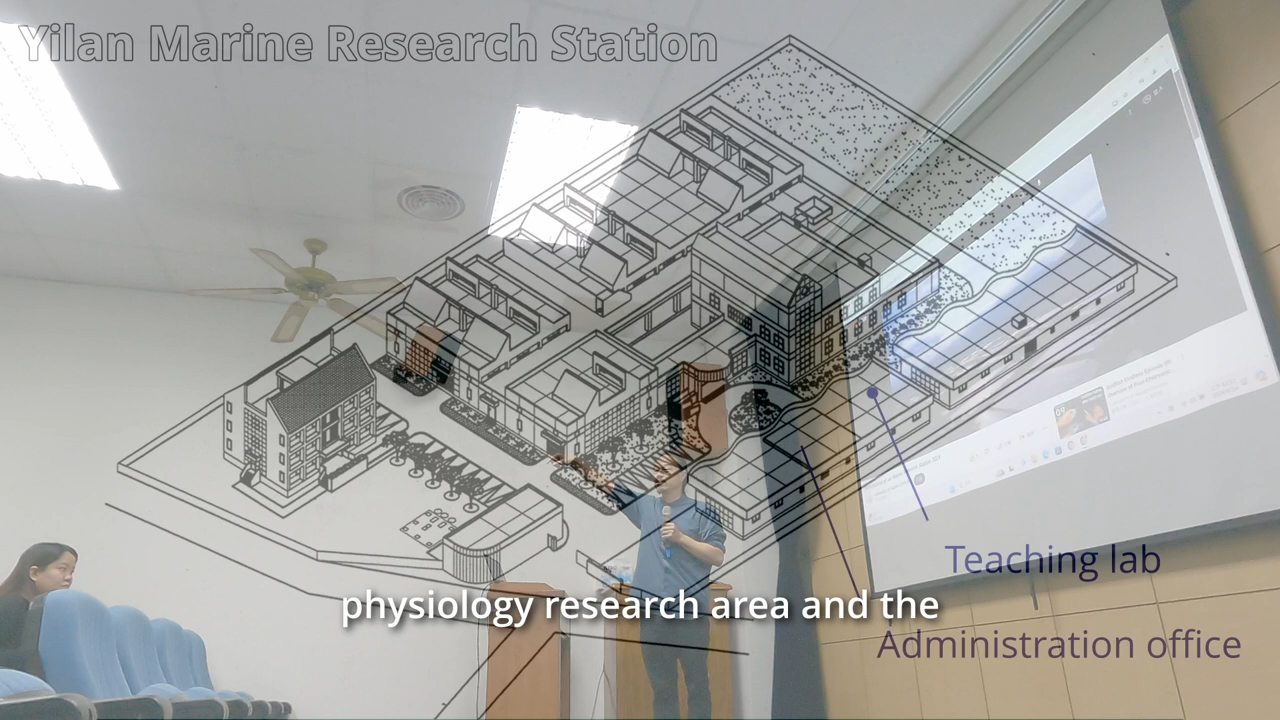 Yilan Marine Research Station
Teaching lab
physiology research area and the
Administration office